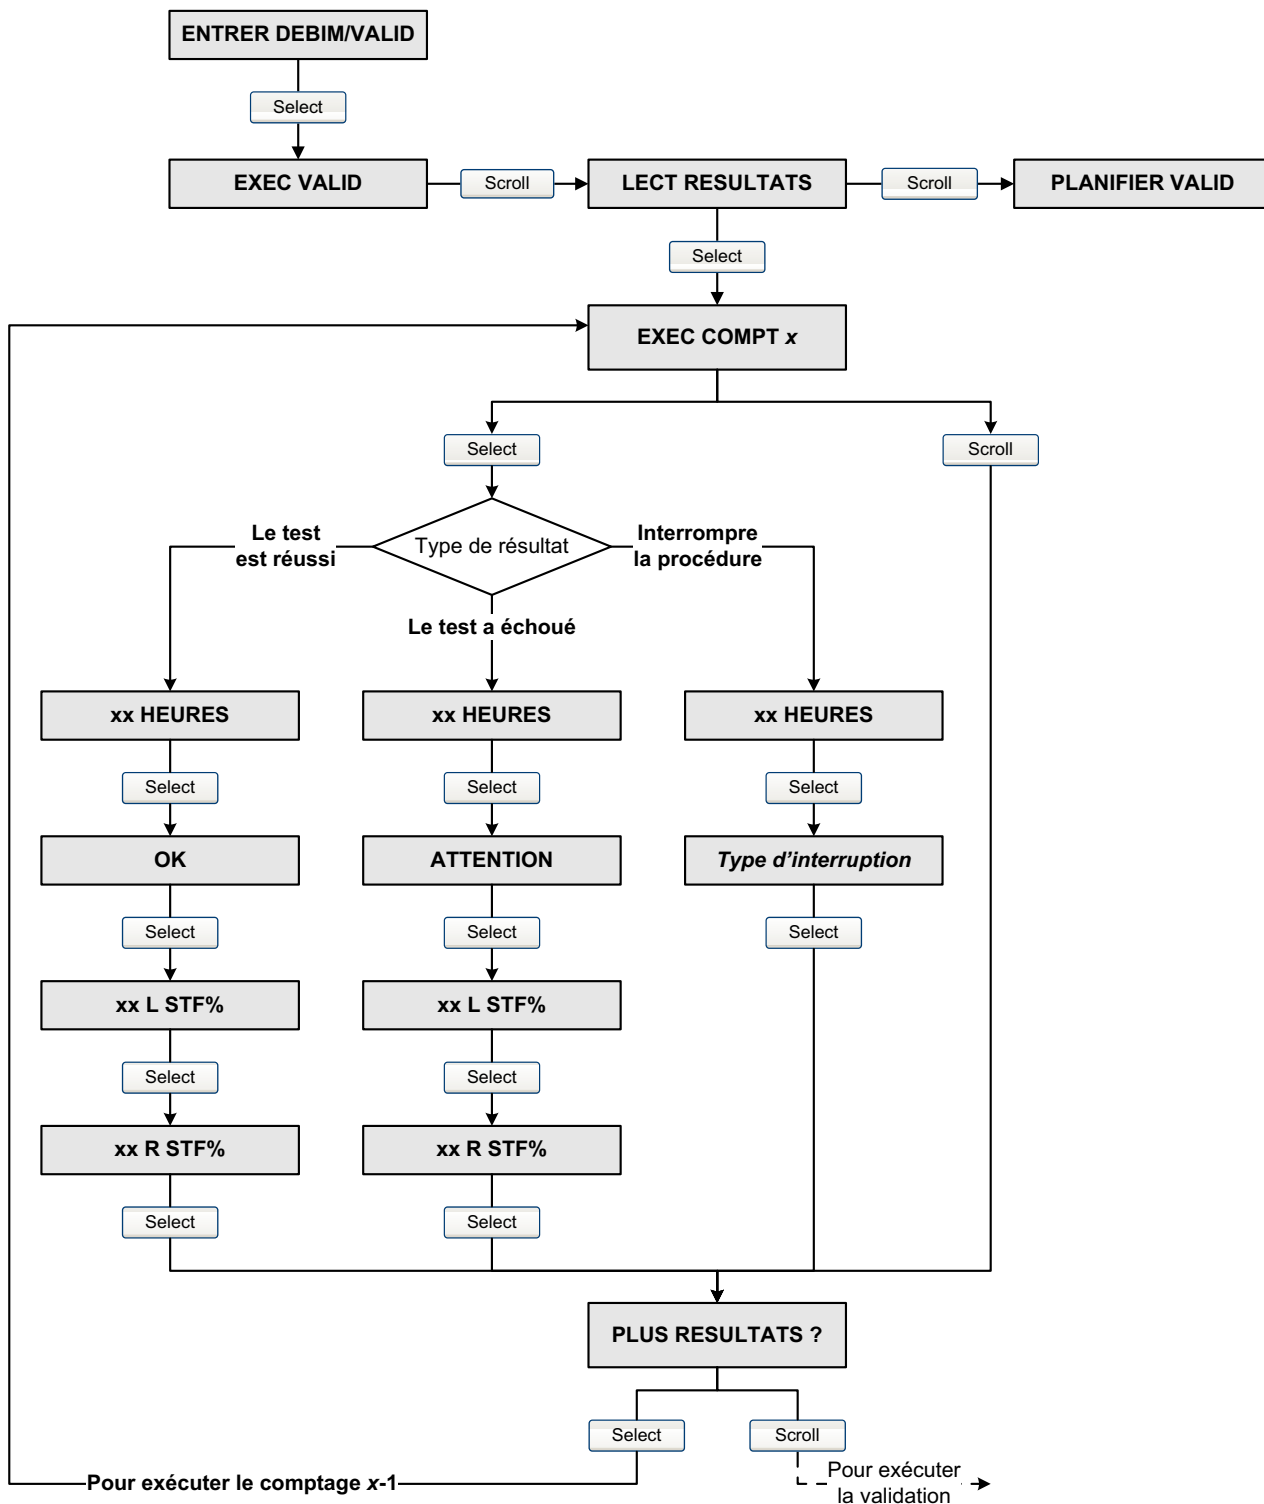 ENTRER DEBIM/VALID
Select
EXEC VALID
Scroll
LECT RESULTATS
Scroll
PLANIFIER VALID
Select
EXEC COMPT x
Select
Scroll
Le test
est réussi
Type de résultat
Interrompre
la procédure
Le test a échoué
xx HEURES
xx HEURES
xx HEURES
Select
Select
Select
OK
ATTENTION
Type d’interruption
Select
Select
Select
xx L STF%
xx L STF%
Select
Select
xx R STF%
xx R STF%
Select
Select
PLUS RESULTATS ?
Select
Scroll
Pour exécuter le comptage x-1
Pour exécuter
la validation